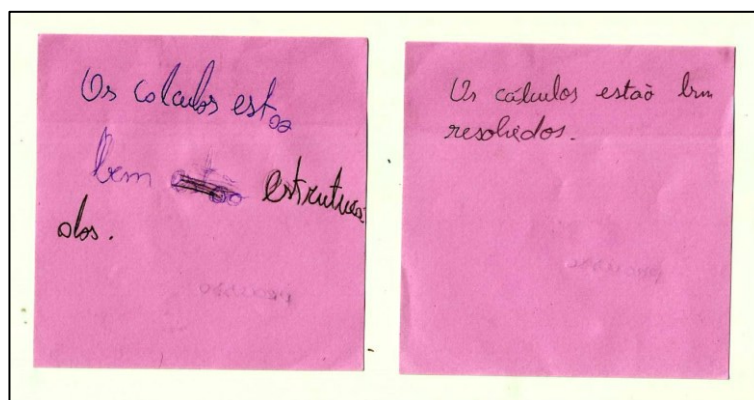 Os calculos estão
bem estrutura
dos.
Os cálculos estão bem
resolvidos.